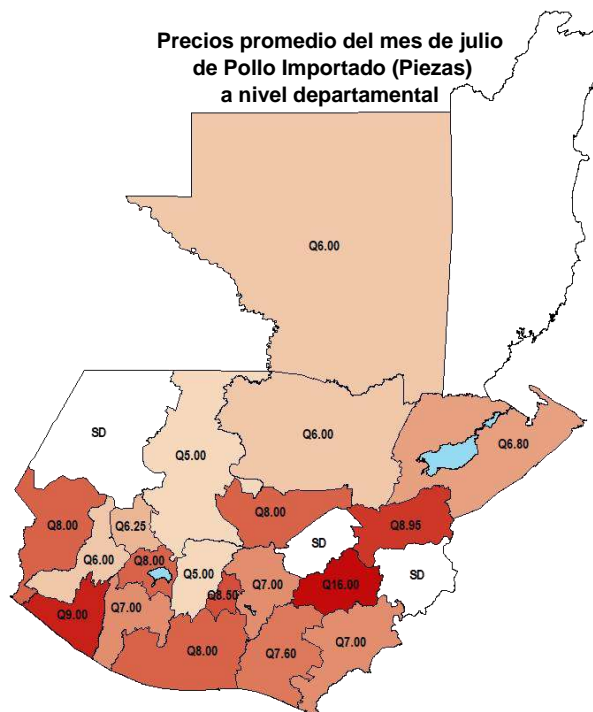 Precios promedio del mes de julio
de Pollo Importado (Piezas)
a nivel departamental
Q6.00
SD
Q5.00
Q6.00
Q6.80
Q8.00
Q6.25
Q8.00
Q8.95
Q6.00
Q8.00
Q5.00
Q7.00
SD
SD
Q9.00
Q7.00
Q8.50
Q16.00
Q8.00
Q7.60
Q7.00